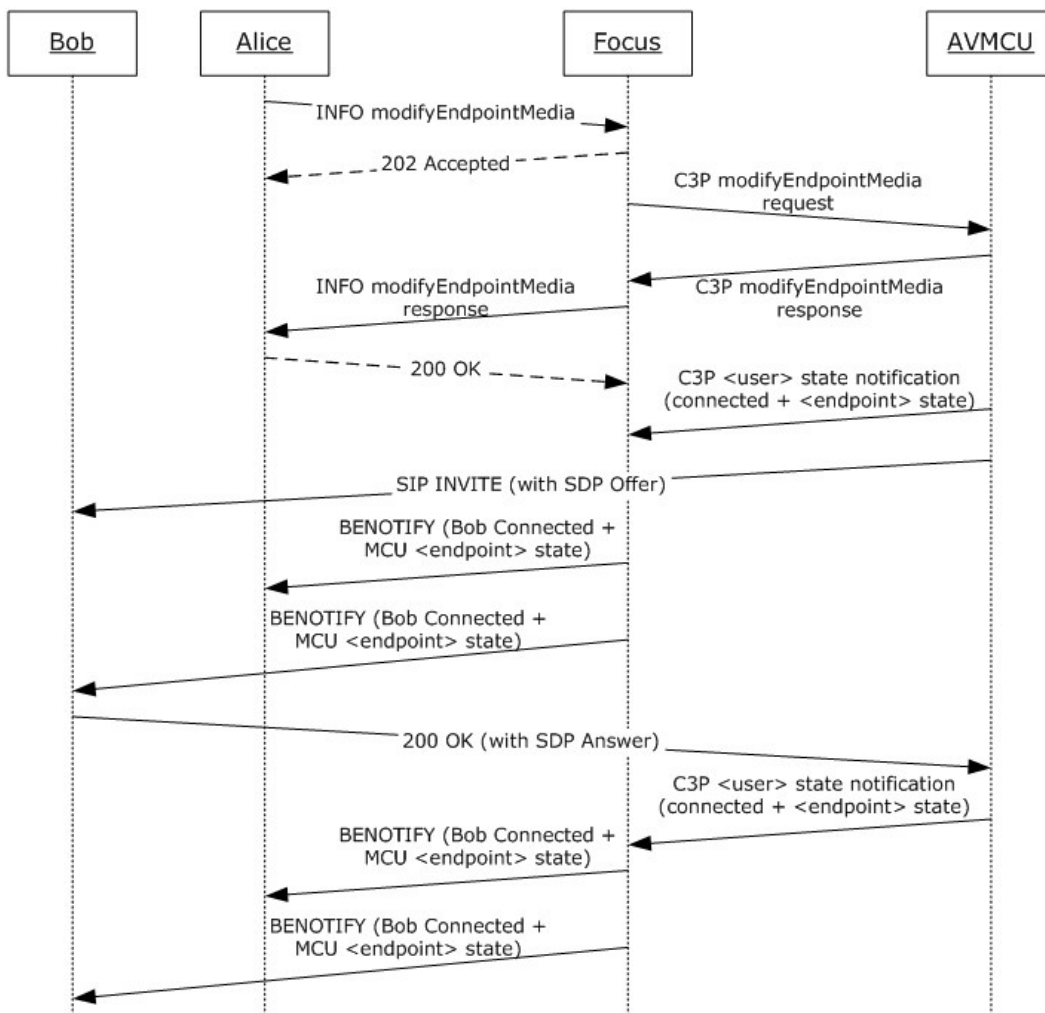 Bob
Alice
Focus
AVMCU
INFO modifyEndpointMedia
202 Accepted
C3P modifyEndpointMedia
request
INFO modifyEndpointMedia
response
C3P modifyEndpointMedia
response
200 OK
C3P <user> state notification
(connected + <endpoint> state)
SIP INVITE (with SDP Offer)
BENOTIFY (Bob Connected +
MCU <endpoint> state)
BENOTIFY (Bob Connected +
MCU <endpoint> state)
200 OK (with SDP Answer)
C3P <user> state notification
(connected + <endpoint> state)
BENOTIFY (Bob Connected +
MCU <endpoint> state)
BENOTIFY (Bob Connected +
MCU <endpoint> state)